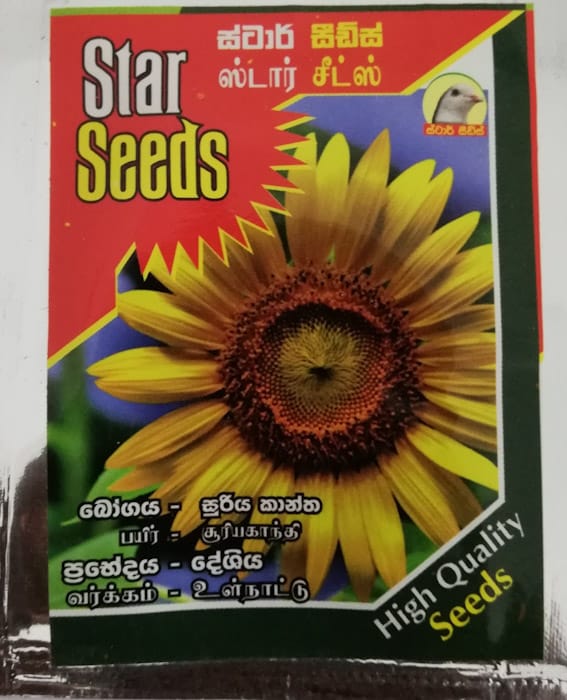 Star
Seeds
ස්ටාර් සීඩ්ස්
ஸ்டார் சீட்ஸ்
ස්ටාර් සීඩ්ස්
බෝගය - සූරිය කාන්ත
பயிர் - சூரியகாந்தி
ප්‍රභේදය - දේශිය
வர்க்கம் - உள்நாட்டு
High Quality
Seeds